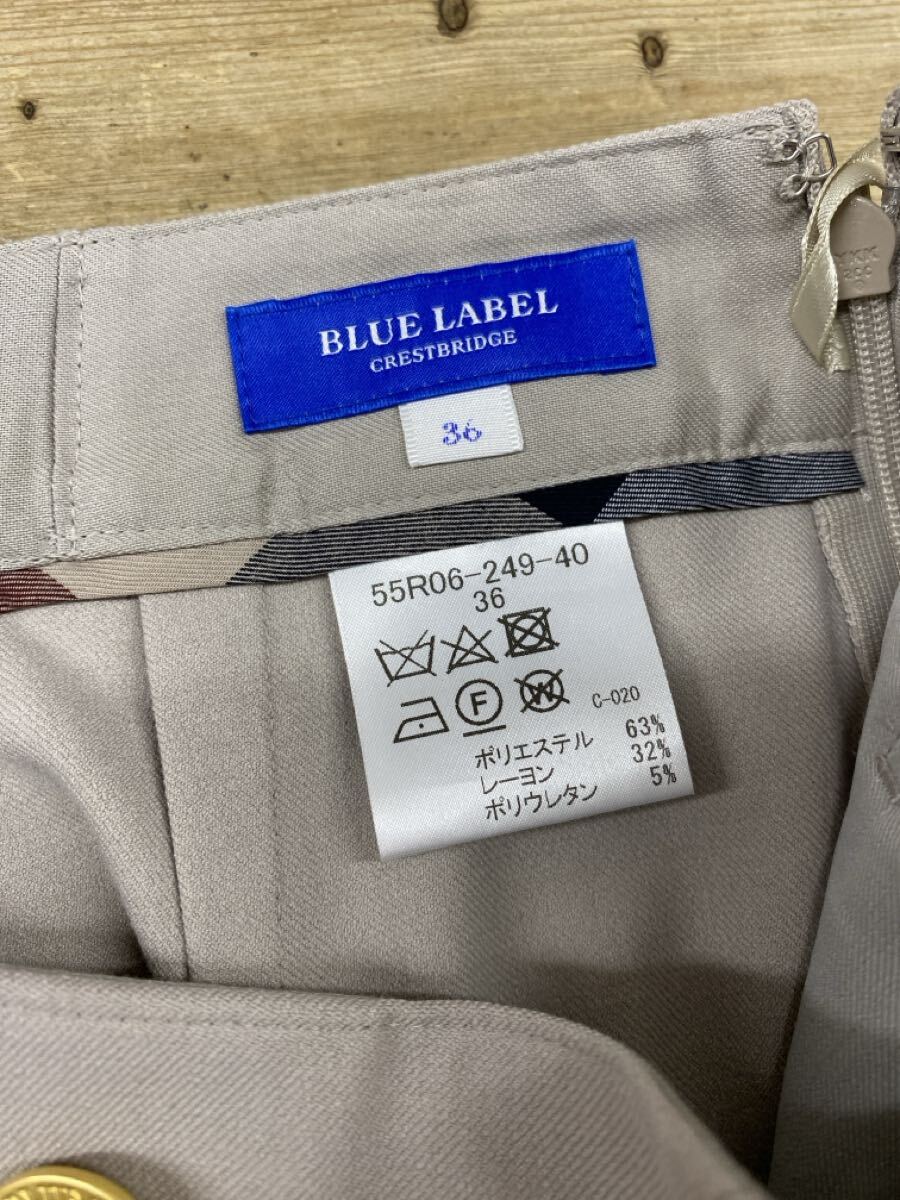 BLUE LABEL
CRESTBRIDGE
36
55R06-249-40
36
F
W
C-020
ポリエステル 63%
レーヨン 32%
ポリウレタン 5%